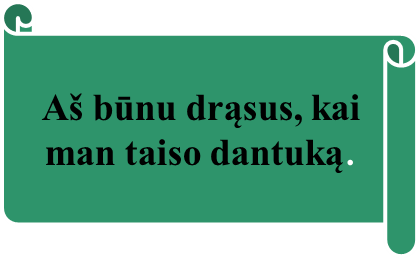 Aš būnu drąsus, kai
man taiso dantuką.